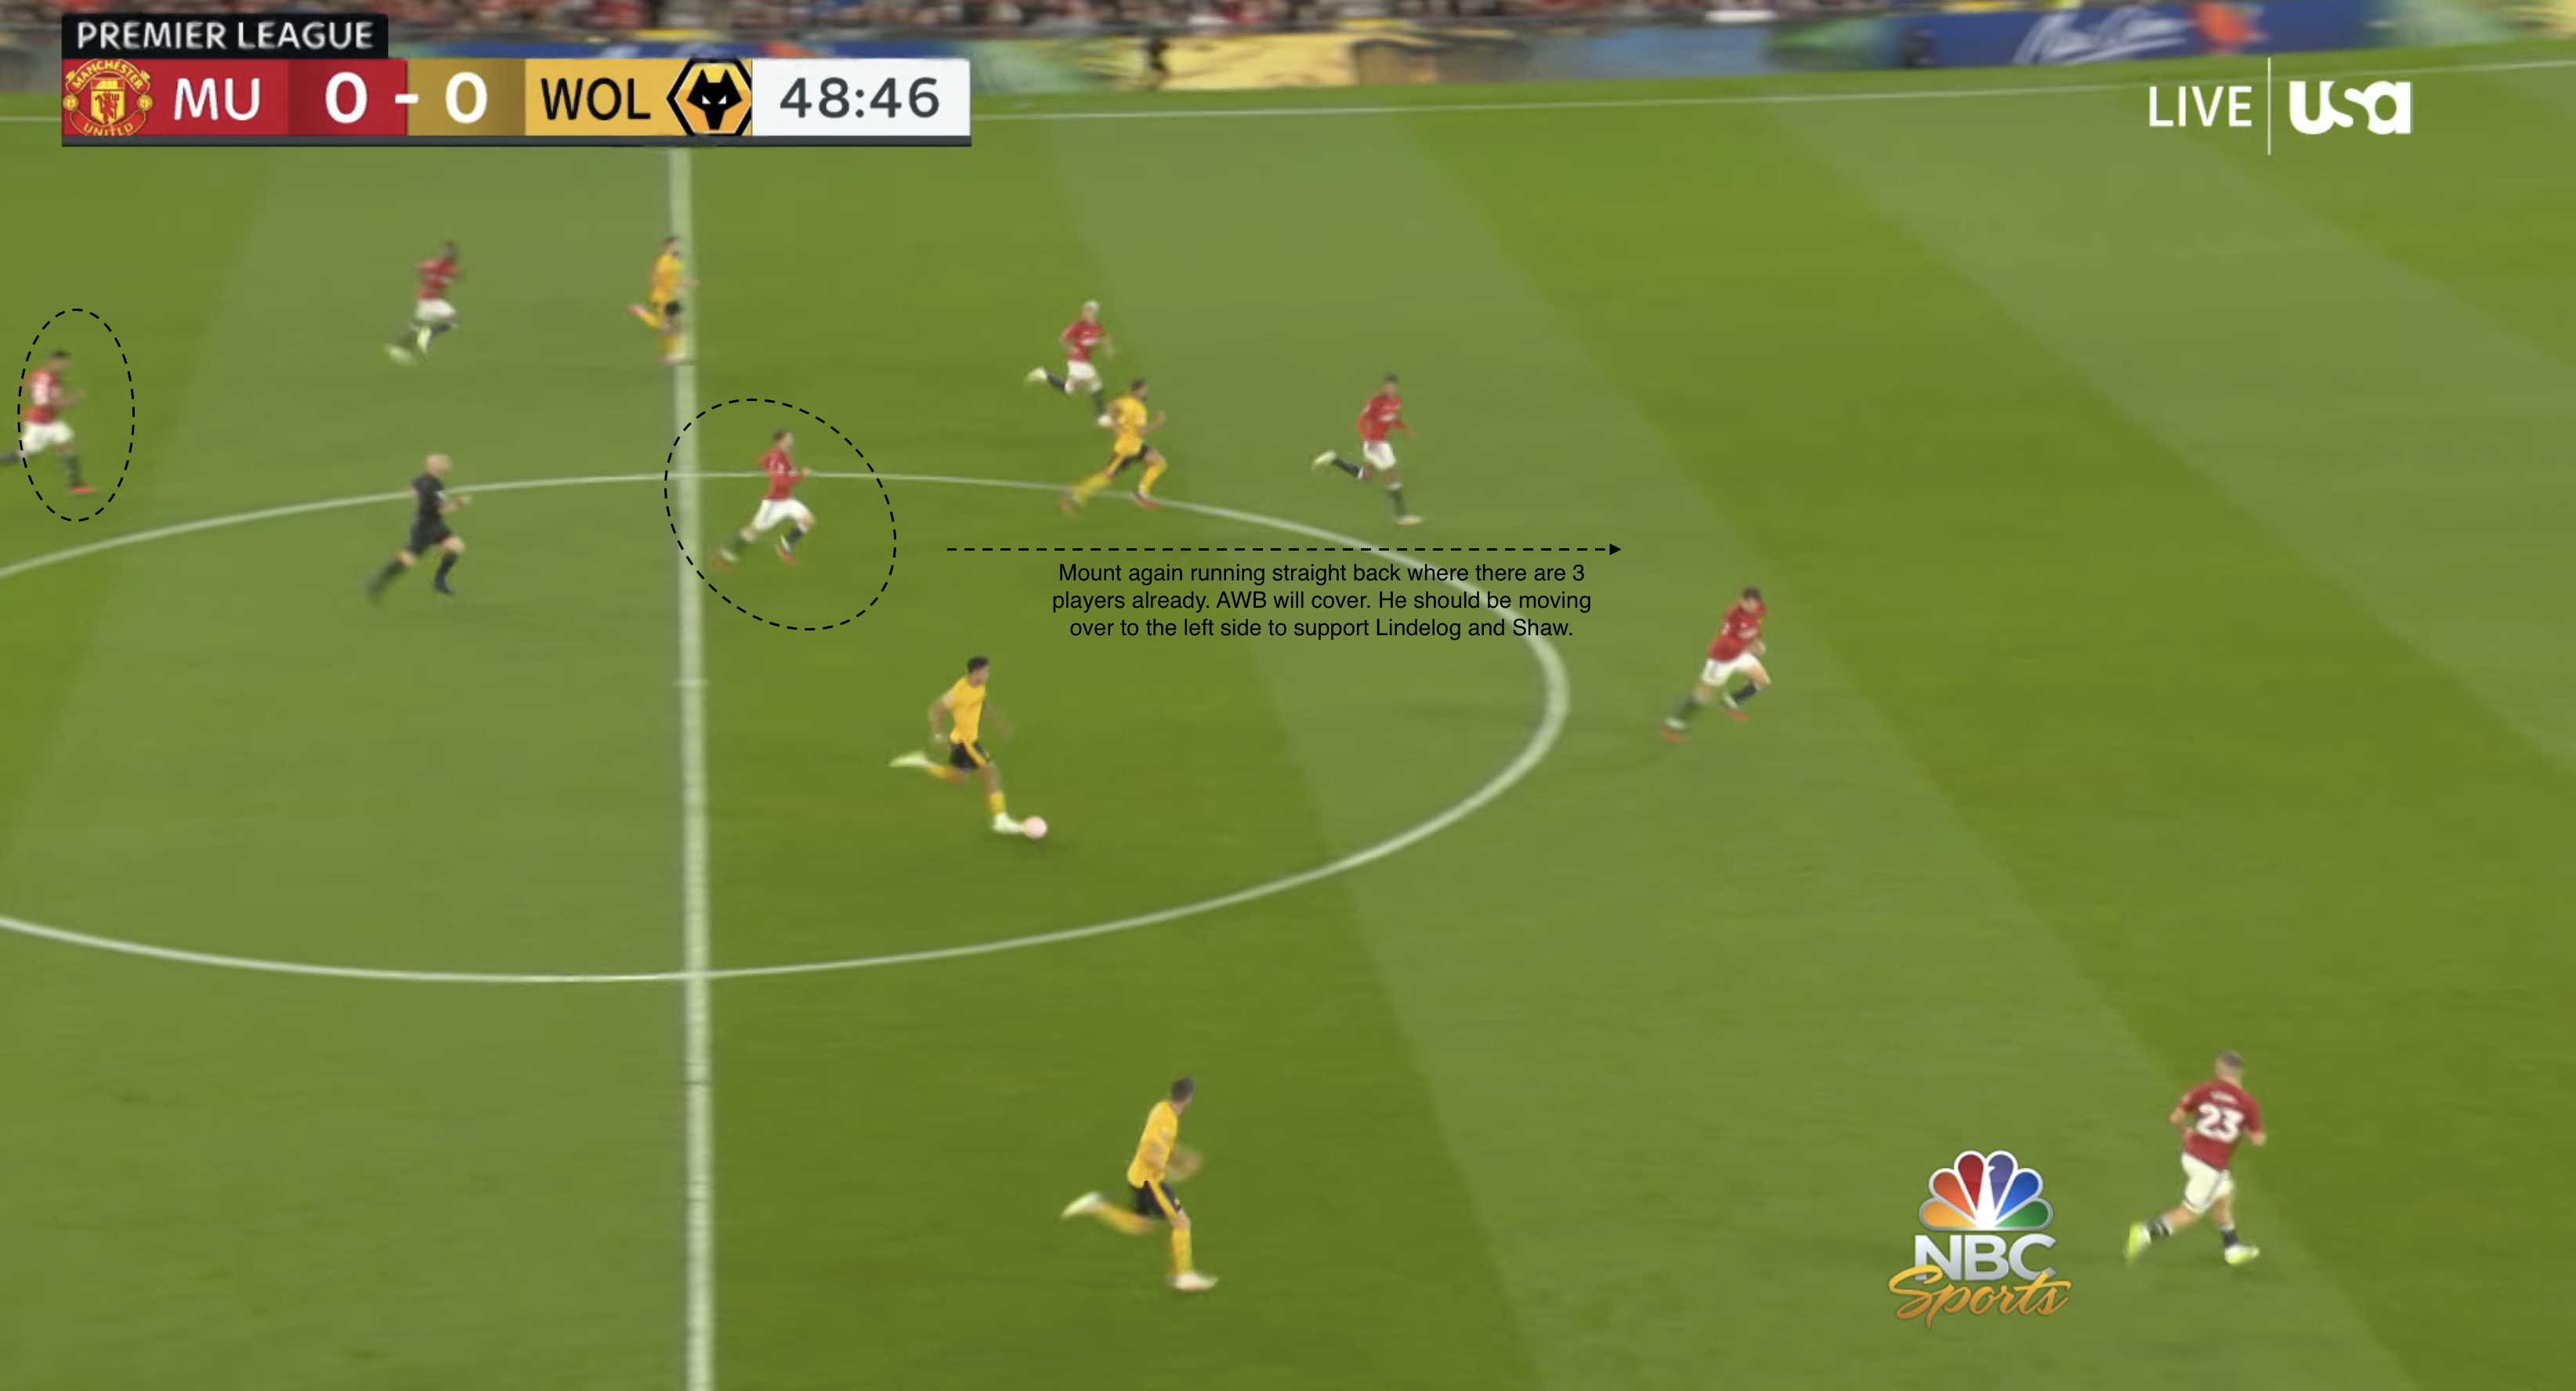 PREMIER LEAGUE
MANCHESTER
UNITED
MU 0 - 0 WOL 48:46
LIVE usa
Mount again running straight back where there are 3
players already. AWB will cover. He should be moving
over to the left side to support Lindelog and Shaw.
23
NBC
Sports